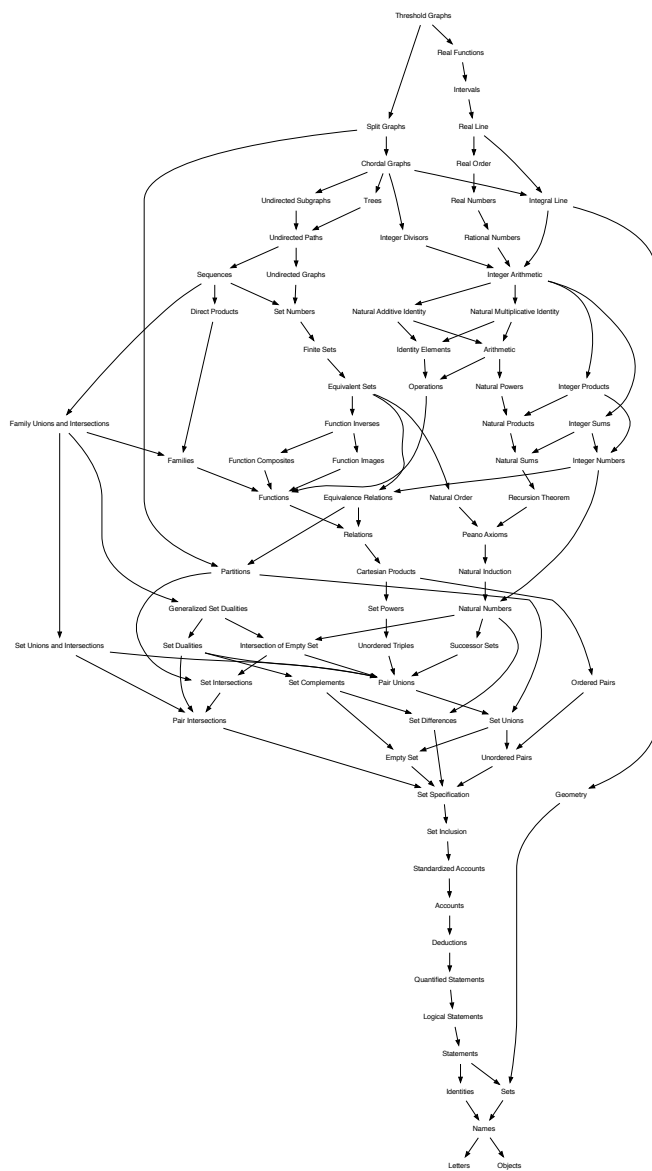 Threshold Graphs
Real Functions
Intervals
Split Graphs
Real Line
Chordal Graphs
Real Order
Undirected Subgraphs
Trees
Real Numbers
Integral Line
Undirected Paths
Integer Divisors
Rational Numbers
Sequences
Undirected Graphs
Integer Arithmetic
Direct Products
Set Numbers
Natural Additive Identity
Natural Multiplicative Identity
Finite Sets
Identity Elements
Arithmetic
Equivalent Sets
Operations
Natural Powers
Integer Products
Family Unions and Intersections
Function Inverses
Natural Products
Integer Sums
Families
Function Composites
Function Images
Natural Sums
Integer Numbers
Functions
Equivalence Relations
Natural Order
Recursion Theorem
Relations
Peano Axioms
Partitions
Cartesian Products
Natural Induction
Generalized Set Dualities
Set Powers
Natural Numbers
Set Unions and Intersections
Set Dualities
Intersection of Empty Set
Unordered Triples
Successor Sets
Set Intersections
Set Complements
Pair Unions
Ordered Pairs
Pair Intersections
Set Differences
Set Unions
Empty Set
Unordered Pairs
Set Specification
Geometry
Set Inclusion
Standardized Accounts
Accounts
Deductions
Quantified Statements
Logical Statements
Statements
Identities
Sets
Names
Letters
Objects